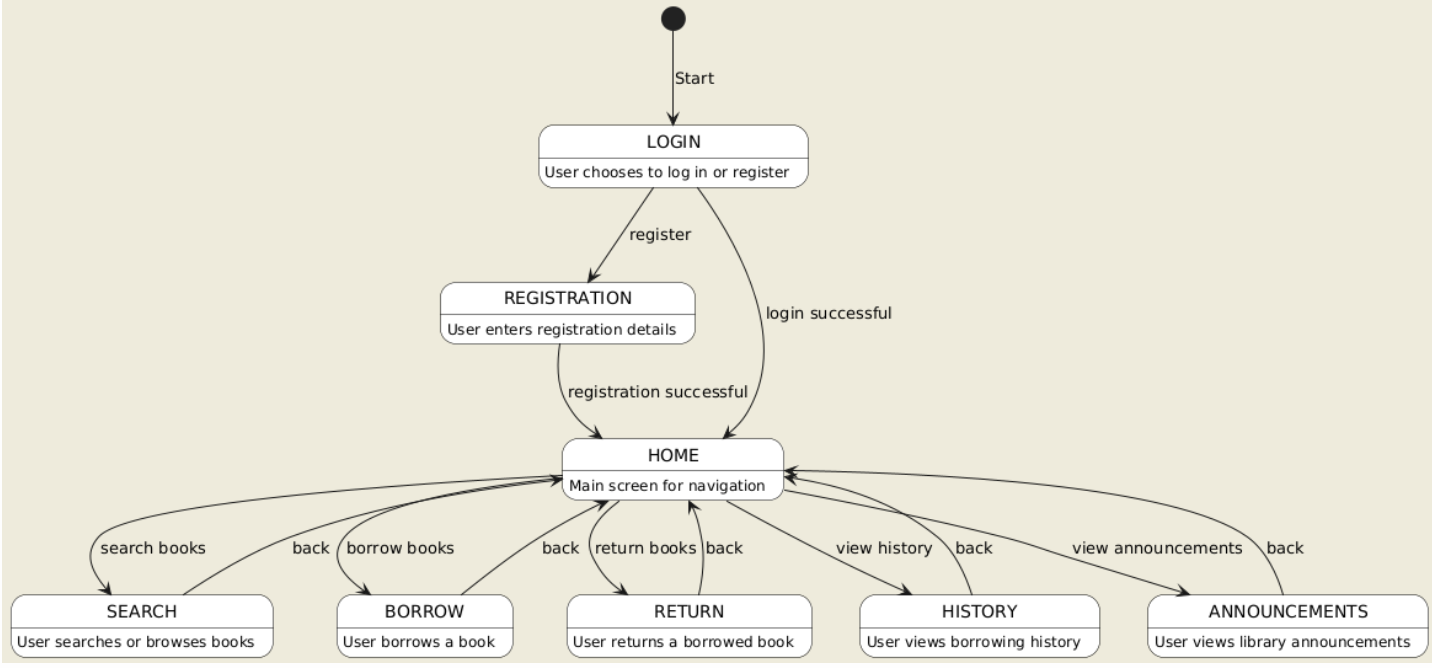 Start
LOGIN
User chooses to log in or register
register
login successful
REGISTRATION
User enters registration details
registration successful
HOME
Main screen for navigation
search books
back
borrow books
back
return books
back
view history
back
view announcements
back
SEARCH
User searches or browses books
BORROW
User borrows a book
RETURN
User returns a borrowed book
HISTORY
User views borrowing history
ANNOUNCEMENTS
User views library announcements